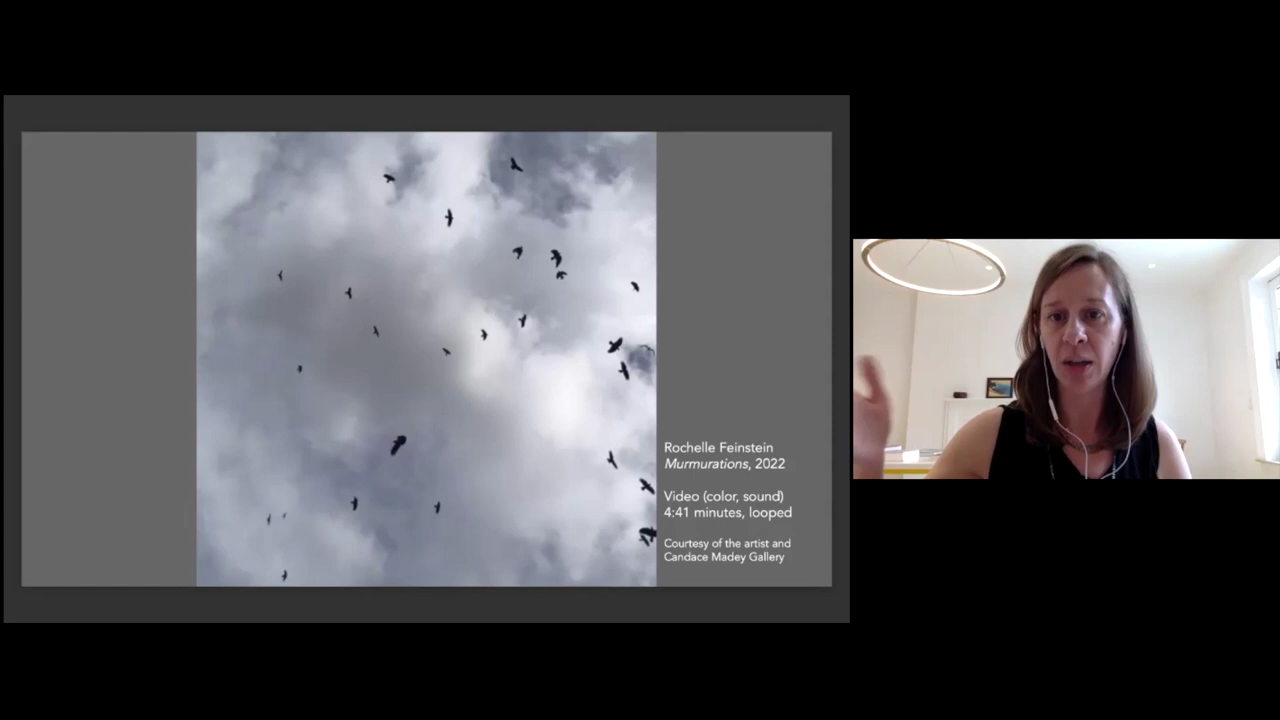 Rochelle Feinstein
Murmurations, 2022
Video (color, sound)
4:41 minutes, looped
Courtesy of the artist and
Candace Madey Gallery